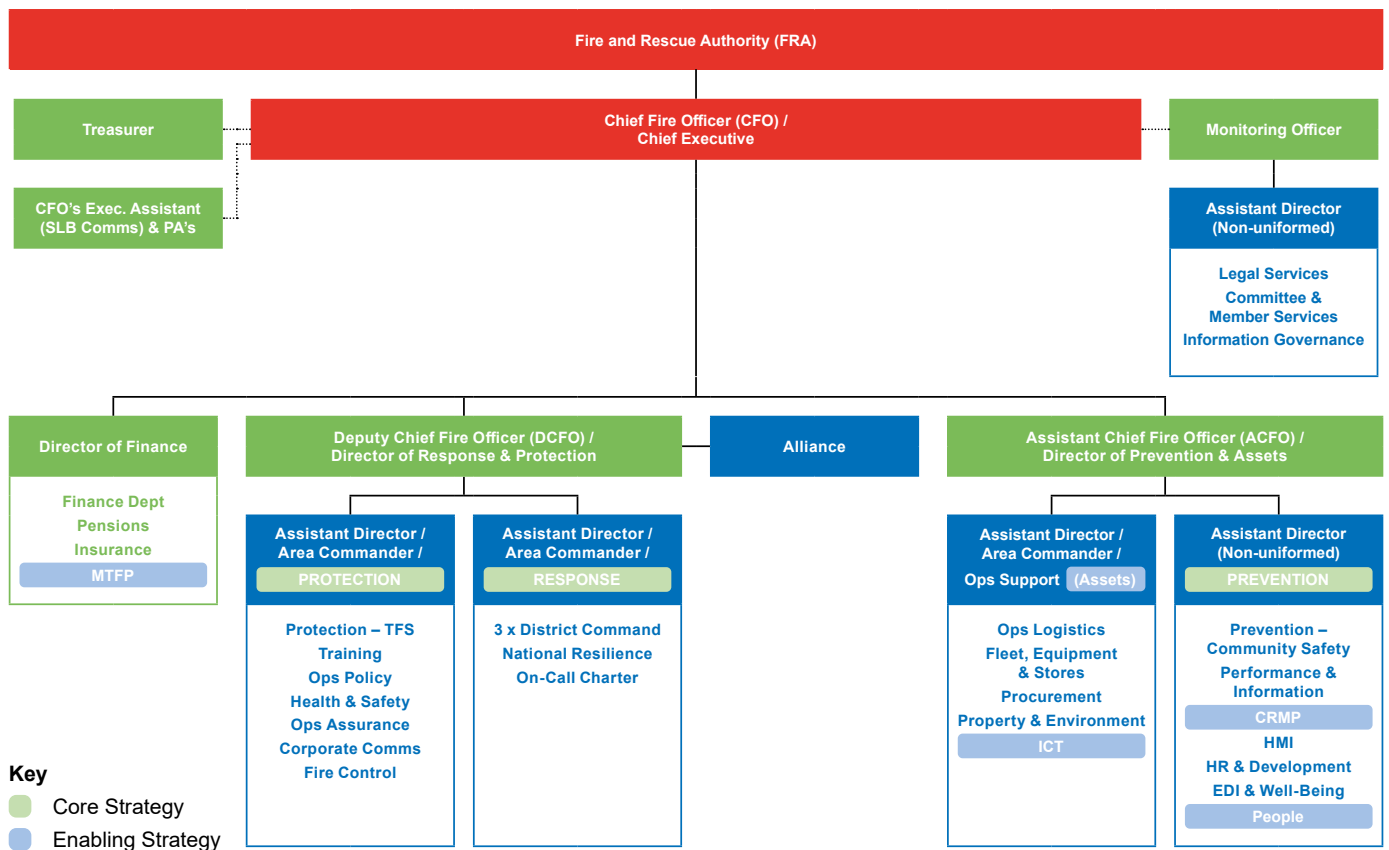 Fire and Rescue Authority (FRA)
Treasurer
Chief Fire Officer (CFO) /
Chief Executive
Monitoring Officer
CFO's Exec. Assistant
(SLB Comms) & PA's
Assistant Director
(Non-uniformed)
Legal Services
Committee &
Member Services
Information Governance
Director of Finance
Finance Dept
Pensions
Insurance
MTFP
Deputy Chief Fire Officer (DCFO) /
Director of Response & Protection
Alliance
Assistant Chief Fire Officer (ACFO) /
Director of Prevention & Assets
Assistant Director /
Area Commander /
PROTECTION
Protection – TFS
Training
Ops Policy
Health & Safety
Ops Assurance
Corporate Comms
Fire Control
Assistant Director /
Area Commander /
RESPONSE
3 x District Command
National Resilience
On-Call Charter
Assistant Director /
Area Commander /
Ops Support (Assets)
Ops Logistics
Fleet, Equipment
& Stores
Procurement
Property & Environment
ICT
Assistant Director
(Non-uniformed)
PREVENTION
Prevention –
Community Safety
Performance &
Information
CRMP
HMI
HR & Development
EDI & Well-Being
People
Key
Core Strategy
Enabling Strategy